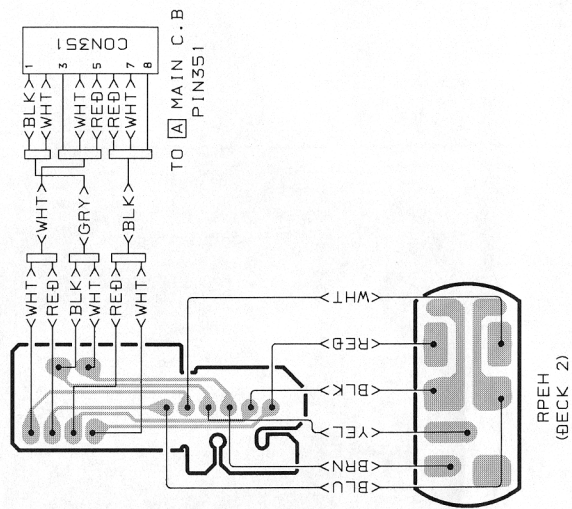 CON351
1
3
5
7
8
<BLK>
<WHT>
<WHT>
<RED>
<RED>
<WHT>
TO A MAIN C.B
PIN351
<WHT>
<GRY>
<BLK>
<WHT>
<RED>
<BLK>
<WHT>
<RED>
<WHT>
<WHT>
<RED>
<BLK>
<YEL>
<BRN>
<BLU>
RPEH
(DECK 2)